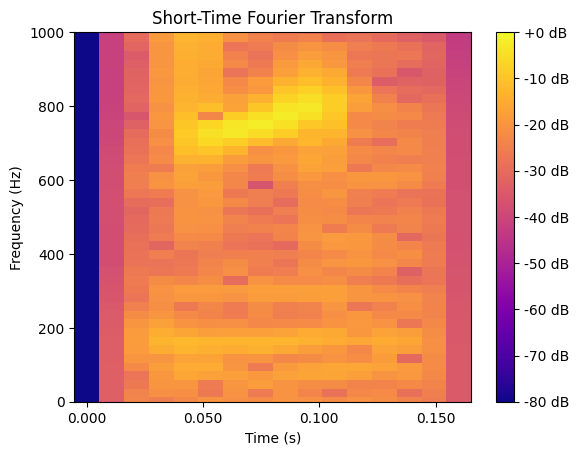 Short-Time Fourier Transform
1000
800
600
400
200
0
Frequency (Hz)
0.000
0.050
0.100
0.150
Time (s)
+0 dB
-10 dB
-20 dB
-30 dB
-40 dB
-50 dB
-60 dB
-70 dB
-80 dB